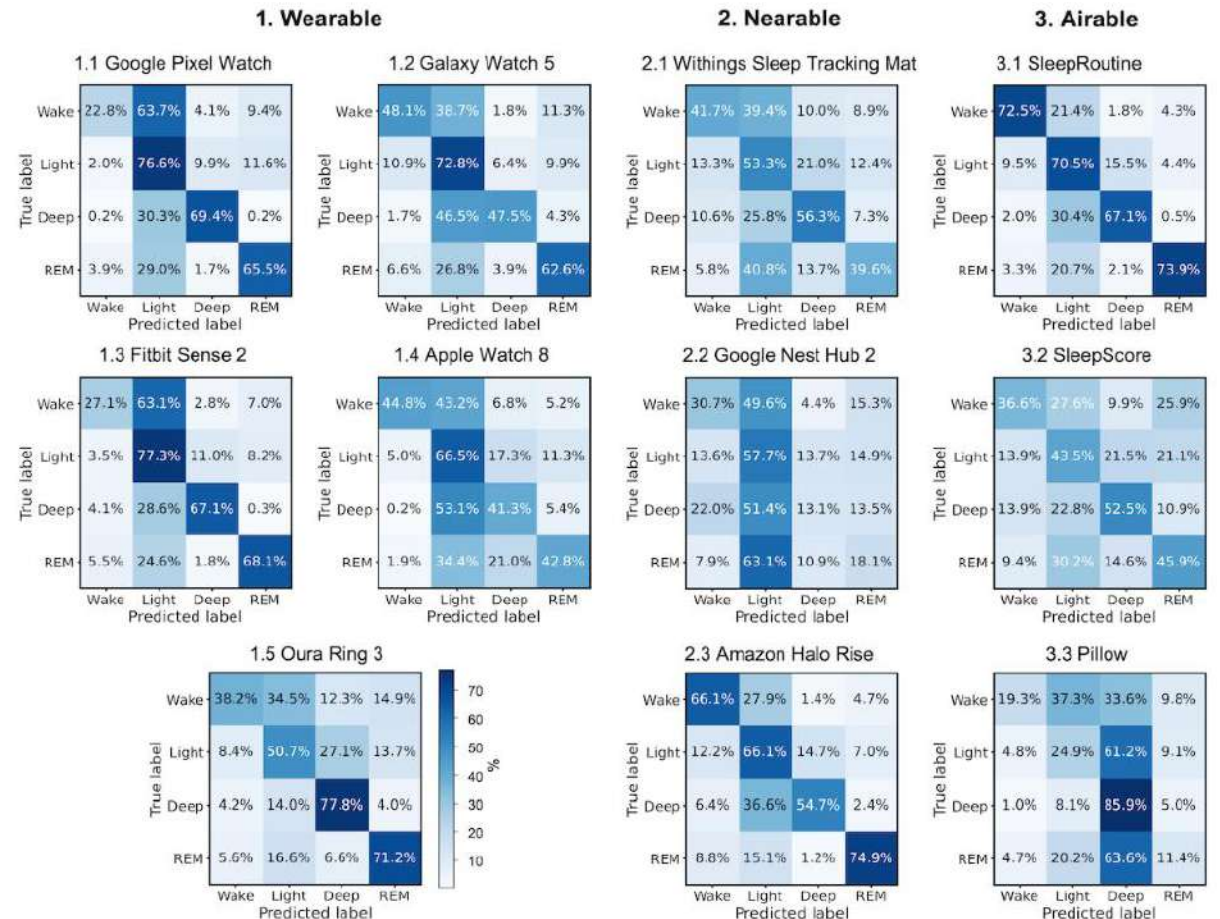 1. Wearable
2. Nearable
3. Airable
1.1 Google Pixel Watch
True label
Wake 22.8% 63.7% 4.1% 9.4%
Light 2.0% 76.6% 9.9% 11.6%
Deep 0.2% 30.3% 69.4% 0.2%
REM 3.9% 29.0% 1.7% 65.5%
Wake Light Deep REM
Predicted label
1.2 Galaxy Watch 5
True label
Wake 48.1% 38.7% 1.8% 11.3%
Light 10.9% 72.8% 6.4% 9.9%
Deep 1.7% 46.5% 47.5% 4.3%
REM 6.6% 26.8% 3.9% 62.6%
Wake Light Deep REM
Predicted label
2.1 Withings Sleep Tracking Mat
True label
Wake 41.7% 39.4% 10.0% 8.9%
Light 13.3% 53.3% 21.0% 12.4%
Deep 10.6% 25.8% 56.3% 7.3%
REM 5.8% 40.8% 13.7% 39.6%
Wake Light Deep REM
Predicted label
3.1 SleepRoutine
True label
Wake 72.5% 21.4% 1.8% 4.3%
Light 9.5% 70.5% 15.5% 4.4%
Deep 2.0% 30.4% 67.1% 0.5%
REM 3.3% 20.7% 2.1% 73.9%
Wake Light Deep REM
Predicted label
1.3 Fitbit Sense 2
True label
Wake 27.1% 63.1% 2.8% 7.0%
Light 3.5% 77.3% 11.0% 8.2%
Deep 4.1% 28.6% 67.1% 0.3%
REM 5.5% 24.6% 1.8% 68.1%
Wake Light Deep REM
Predicted label
1.4 Apple Watch 8
True label
Wake 44.8% 43.2% 6.8% 5.2%
Light 5.0% 66.5% 17.3% 11.3%
Deep 0.2% 53.1% 41.3% 5.4%
REM 1.9% 34.4% 21.0% 42.8%
Wake Light Deep REM
Predicted label
2.2 Google Nest Hub 2
True label
Wake 30.7% 49.6% 4.4% 15.3%
Light 13.6% 57.7% 13.7% 14.9%
Deep 22.0% 51.4% 13.1% 13.5%
REM 7.9% 63.1% 10.9% 18.1%
Wake Light Deep REM
Predicted label
3.2 SleepScore
True label
Wake 36.6% 27.6% 9.9% 25.9%
Light 13.9% 43.5% 21.5% 21.1%
Deep 13.9% 22.8% 52.5% 10.9%
REM 9.4% 30.2% 14.6% 45.9%
Wake Light Deep REM
Predicted label
1.5 Oura Ring 3
True label
Wake 38.2% 34.5% 12.3% 14.9%
Light 8.4% 50.7% 27.1% 13.7%
Deep 4.2% 14.0% 77.8% 4.0%
REM 5.6% 16.6% 6.6% 71.2%
Wake Light Deep REM
Predicted label
70
60
50
40
30
20
10
%
2.3 Amazon Halo Rise
True label
Wake 66.1% 27.9% 1.4% 4.7%
Light 12.2% 66.1% 14.7% 7.0%
Deep 6.4% 36.6% 54.7% 2.4%
REM 8.8% 15.1% 1.2% 74.9%
Wake Light Deep REM
Predicted label
3.3 Pillow
True label
Wake 19.3% 37.3% 33.6% 9.8%
Light 4.8% 24.9% 61.2% 9.1%
Deep 1.0% 8.1% 85.9% 5.0%
REM 4.7% 20.2% 63.6% 11.4%
Wake Light Deep REM
Predicted label